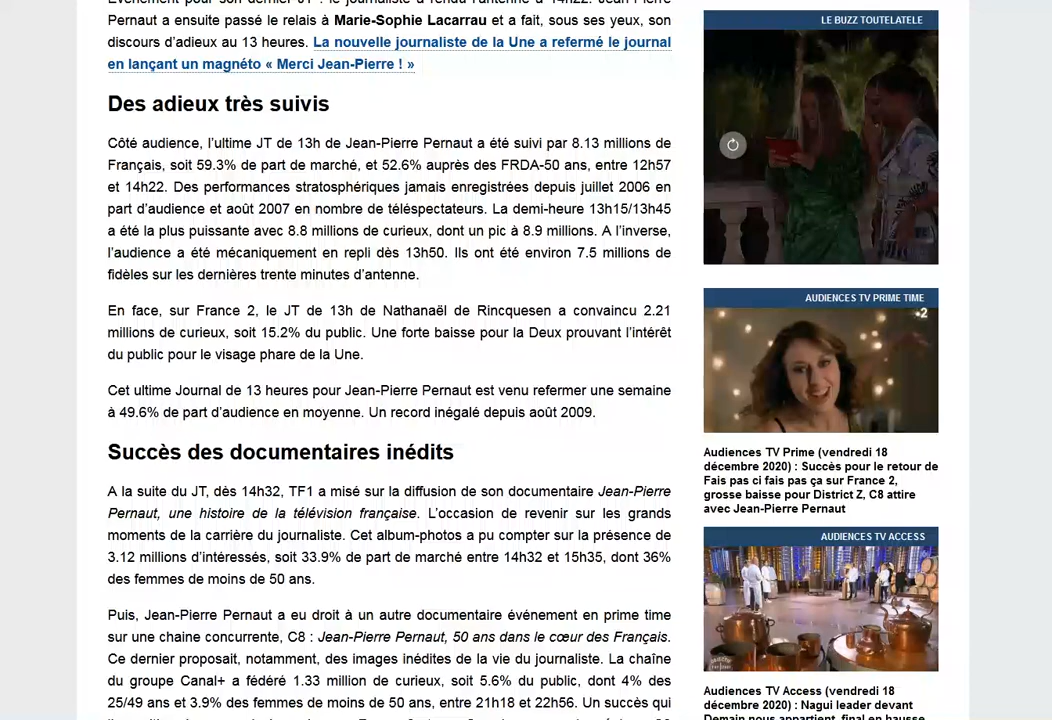 Pernaut a ensuite passé le relais à Marie-Sophie Lacarrau et a fait, sous ses yeux, son
discours d’adieux au 13 heures. La nouvelle journaliste de la Une a refermé le journal
en lançant un magnéto « Merci Jean-Pierre ! »
Des adieux très suivis
Côté audience, l’ultime JT de 13h de Jean-Pierre Pernaut a été suivi par 8.13 millions de
Français, soit 59.3% de part de marché, et 52.6% auprès des FRDA-50 ans, entre 12h57
et 14h22. Des performances stratosphériques jamais enregistrées depuis juillet 2006 en
part d’audience et août 2007 en nombre de téléspectateurs. La demi-heure 13h15/13h45
a été la plus puissante avec 8.8 millions de curieux, dont un pic à 8.9 millions. A l’inverse,
l’audience a été mécaniquement en repli dès 13h50. Ils ont été environ 7.5 millions de
fidèles sur les dernières trente minutes d’antenne.
En face, sur France 2, le JT de 13h de Nathanaël de Rincquesen a convaincu 2.21
millions de curieux, soit 15.2% du public. Une forte baisse pour la Deux prouvant l’intérêt
du public pour le visage phare de la Une.
Cet ultime Journal de 13 heures pour Jean-Pierre Pernaut est venu refermer une semaine
à 49.6% de part d’audience en moyenne. Un record inégalé depuis août 2009.
Succès des documentaires inédits
A la suite du JT, dès 14h32, TF1 a misé sur la diffusion de son documentaire Jean-Pierre
Pernaut, une histoire de la télévision française. L’occasion de revenir sur les grands
moments de la carrière du journaliste. Cet album-photos a pu compter sur la présence de
3.12 millions d’intéressés, soit 33.9% de part de marché entre 14h32 et 15h35, dont 36%
des femmes de moins de 50 ans.
Puis, Jean-Pierre Pernaut a eu droit à un autre documentaire événement en prime time
sur une chaine concurrente, C8 : Jean-Pierre Pernaut, 50 ans dans le cœur des Français.
Ce dernier proposait, notamment, des images inédites de la vie du journaliste. La chaîne
du groupe Canal+ a fédéré 1.33 million de curieux, soit 5.6% du public, dont 4% des
25/49 ans et 3.9% des femmes de moins de 50 ans, entre 21h18 et 22h56. Un succès qui
LE BUZZ TOUTELATELE
AUDIENCES TV PRIME TIME
2
Audiences TV Prime (vendredi 18
décembre 2020) : Succès pour le retour de
Fais pas ci fais pas ça sur France 2,
grosse baisse pour District Z, C8 attire
avec Jean-Pierre Pernaut
AUDIENCES TV ACCESS
Audiences TV Access (vendredi 18
décembre 2020) : Nagui leader devant
Demain nous appartient, final en hausse